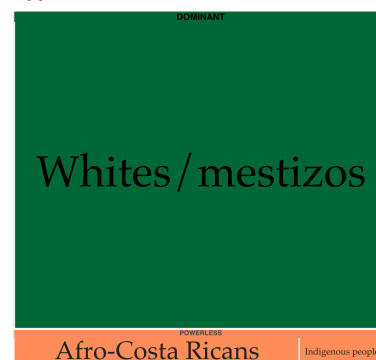 DOMINANT
Whites/mestizos
POWERLESS
Afro-Costa Ricans
Indigenous people